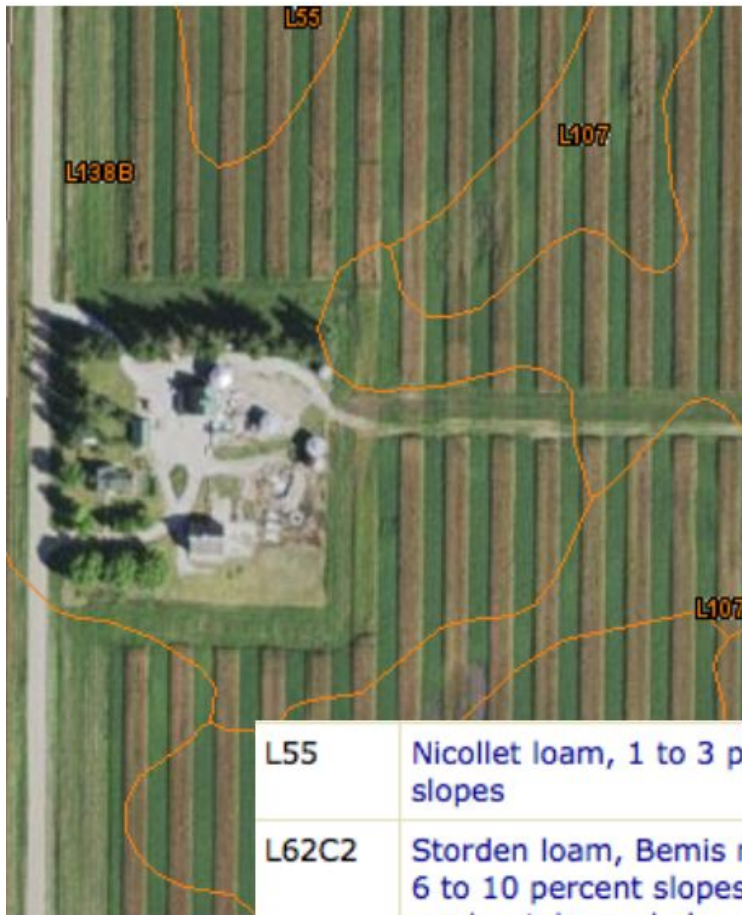 L55
L107
L138B
L107
L55 Nicollet loam, 1 to 3 p
slopes
L62C2 Storden loam, Bemis
6 to 10 percent slopes